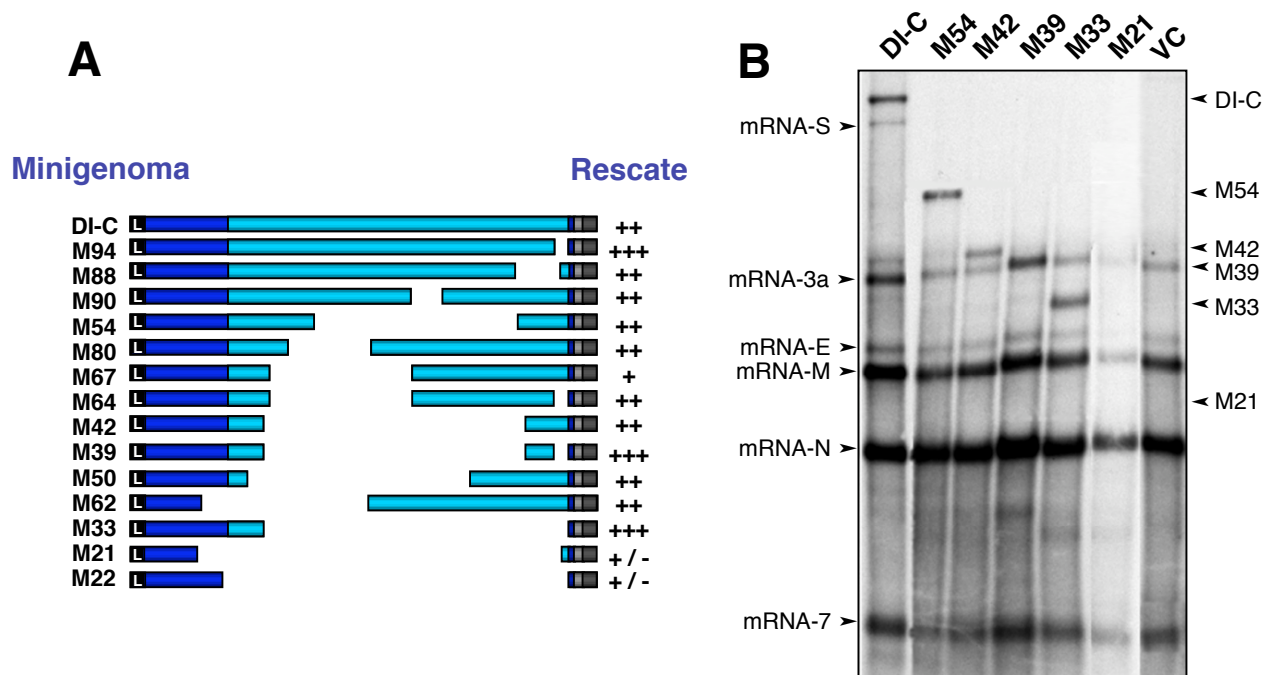 A
Minigenoma Rescate
DI-C L ++
M94 L +++
M88 L ++
M90 L ++
M54 L ++
M80 L ++
M67 L +
M64 L ++
M42 L ++
M39 L +++
M50 L ++
M62 L ++
M33 L +++
M21 L + / -
M22 L + / -
B
DI-C M54 M42 M39 M33 M21 VC
DI-C
mRNA-S
M54
M42
M39
mRNA-3a
M33
mRNA-E
mRNA-M
M21
mRNA-N
mRNA-7